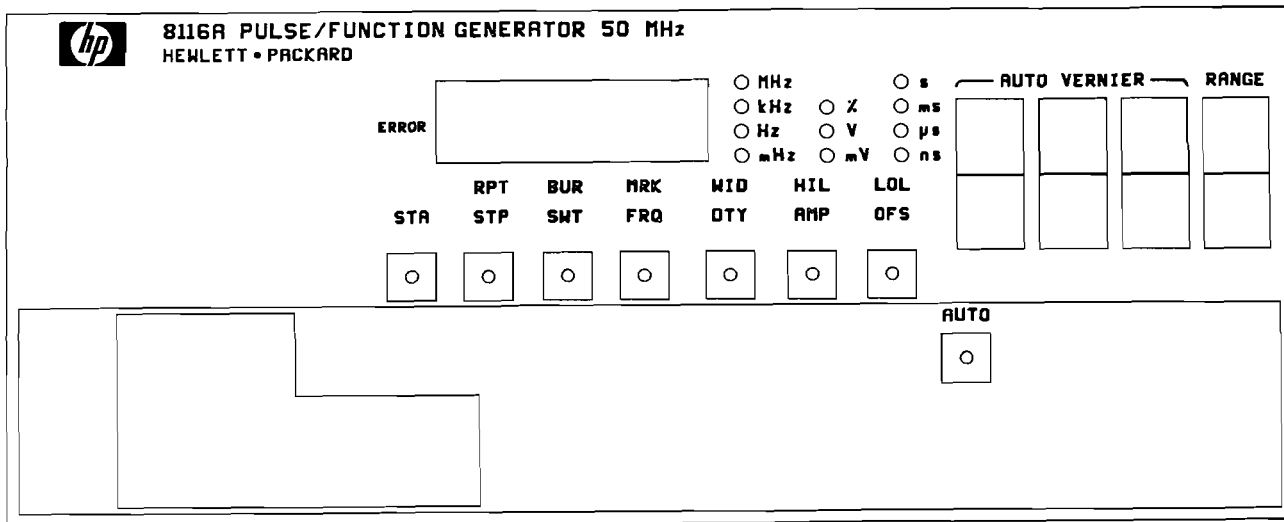 hp
8116A PULSE/FUNCTION GENERATOR 50 MHz
HEWLETT • PACKARD
ERROR
MHz
kHz
Hz
mHz
%
V
mV
s
ms
µs
ns
AUTO VERNIER
RANGE
RPT BUR MRK WID HIL LOL
STA STP SWT FRQ DTY AMP OFS
AUTO